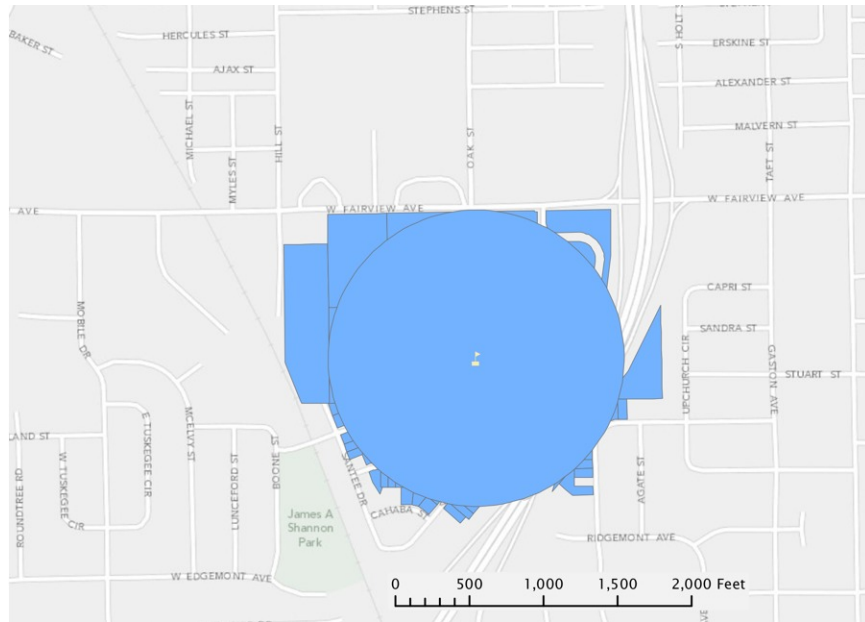 STEPHENS ST
BAKER ST
HERCULES ST
AJAX ST
MICHAEL ST
MYLES ST
HILL ST
OAK ST
S HOLT ST
ERSKINE ST
ALEXANDER ST
MALVERN ST
TAFT ST
AVE
W FAIRVIEW AVE
W FAIRVIEW AVE
CAPRI ST
SANDRA ST
MOBILE DR
UPCHURCH CIR
GASTON AVE
STUART ST
LAND ST
E TUSKEGEE CIR
MCELVY ST
BOONE ST
W TUSKEGEE CIR
ROUNDTREE RD
LUNCEFORD ST
SANTEE DR
CAHABA ST
AGATE ST
James A
Shannon
Park
RIDGEMONT AVE
W EDGEMONT AVE
AVE
0 500 1,000 1,500 2,000 Feet